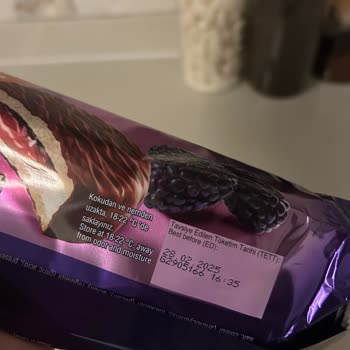 Kokudan ve nemden
uzakta, 18-22 °C'de
saklayınız.
Store at 18-22 °C away
from odor and moisture
Tavsiye Edilen Tüketim Tarihi (TETT):
Best before (ED):
28.02.2025
G2905166 16:35